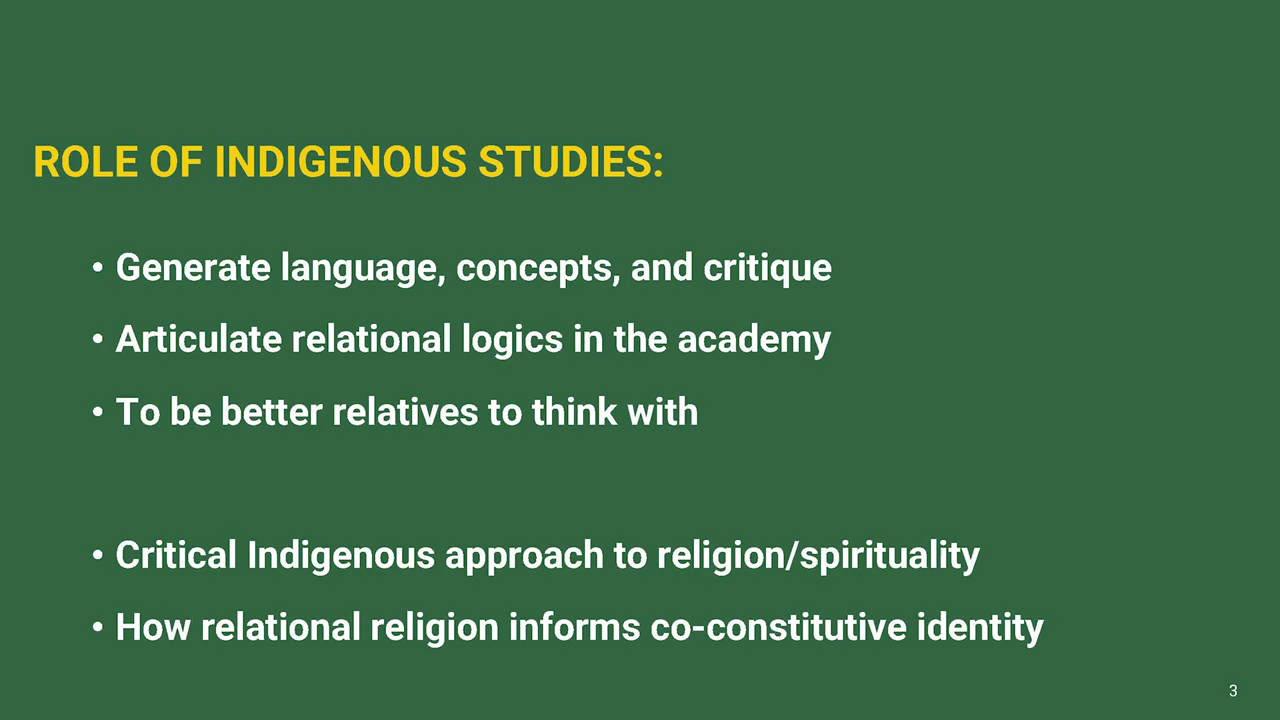 ROLE OF INDIGENOUS STUDIES:
• Generate language, concepts, and critique
• Articulate relational logics in the academy
• To be better relatives to think with
• Critical Indigenous approach to religion/spirituality
• How relational religion informs co-constitutive identity
3